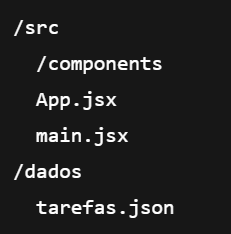 /src
/components
App.jsx
main.jsx
/dados
tarefas.json